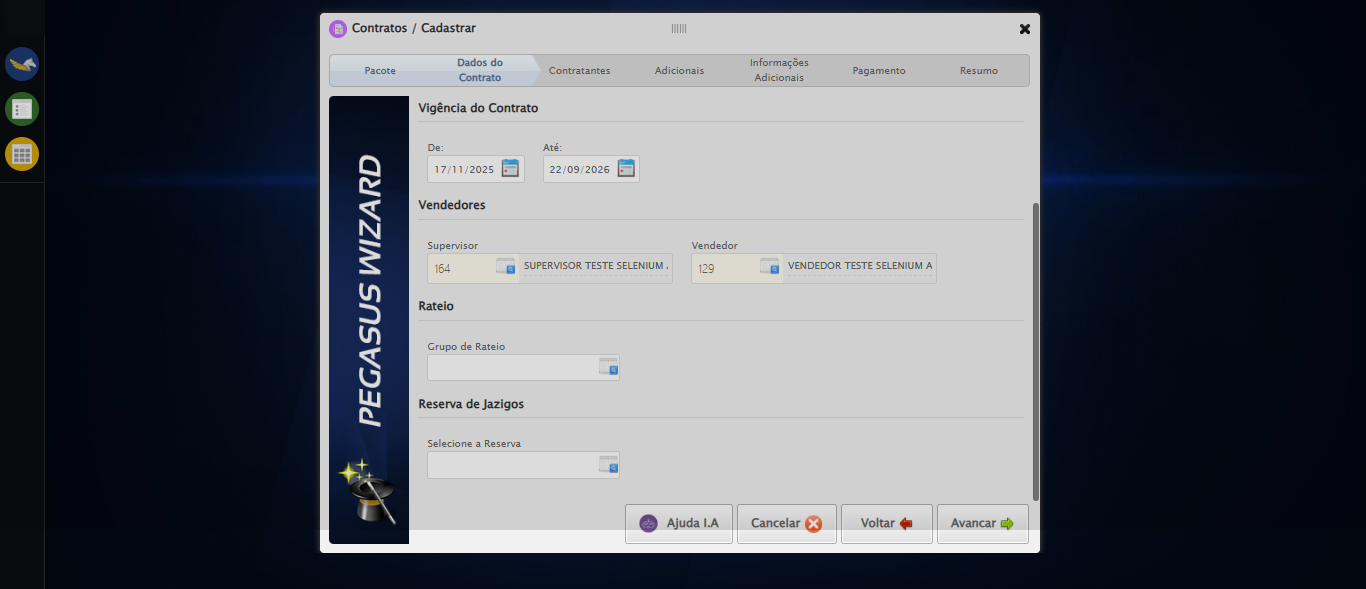 Contratos / Cadastrar
Pacote
Dados do
Contrato
Contratantes
Adicionais
Informações
Adicionais
Pagamento
Resumo
PEGASUS WIZARD
Vigência do Contrato
De:
Até:
17/11/2025
22/09/2026
Vendedores
Supervisor
Vendedor
164
SUPERVISOR TESTE SELENIUM
129
VENDEDOR TESTE SELENIUM A
Rateio
Grupo de Rateio
Reserva de Jazigos
Selecione a Reserva
Ajuda I.A
Cancelar
Voltar
Avancar